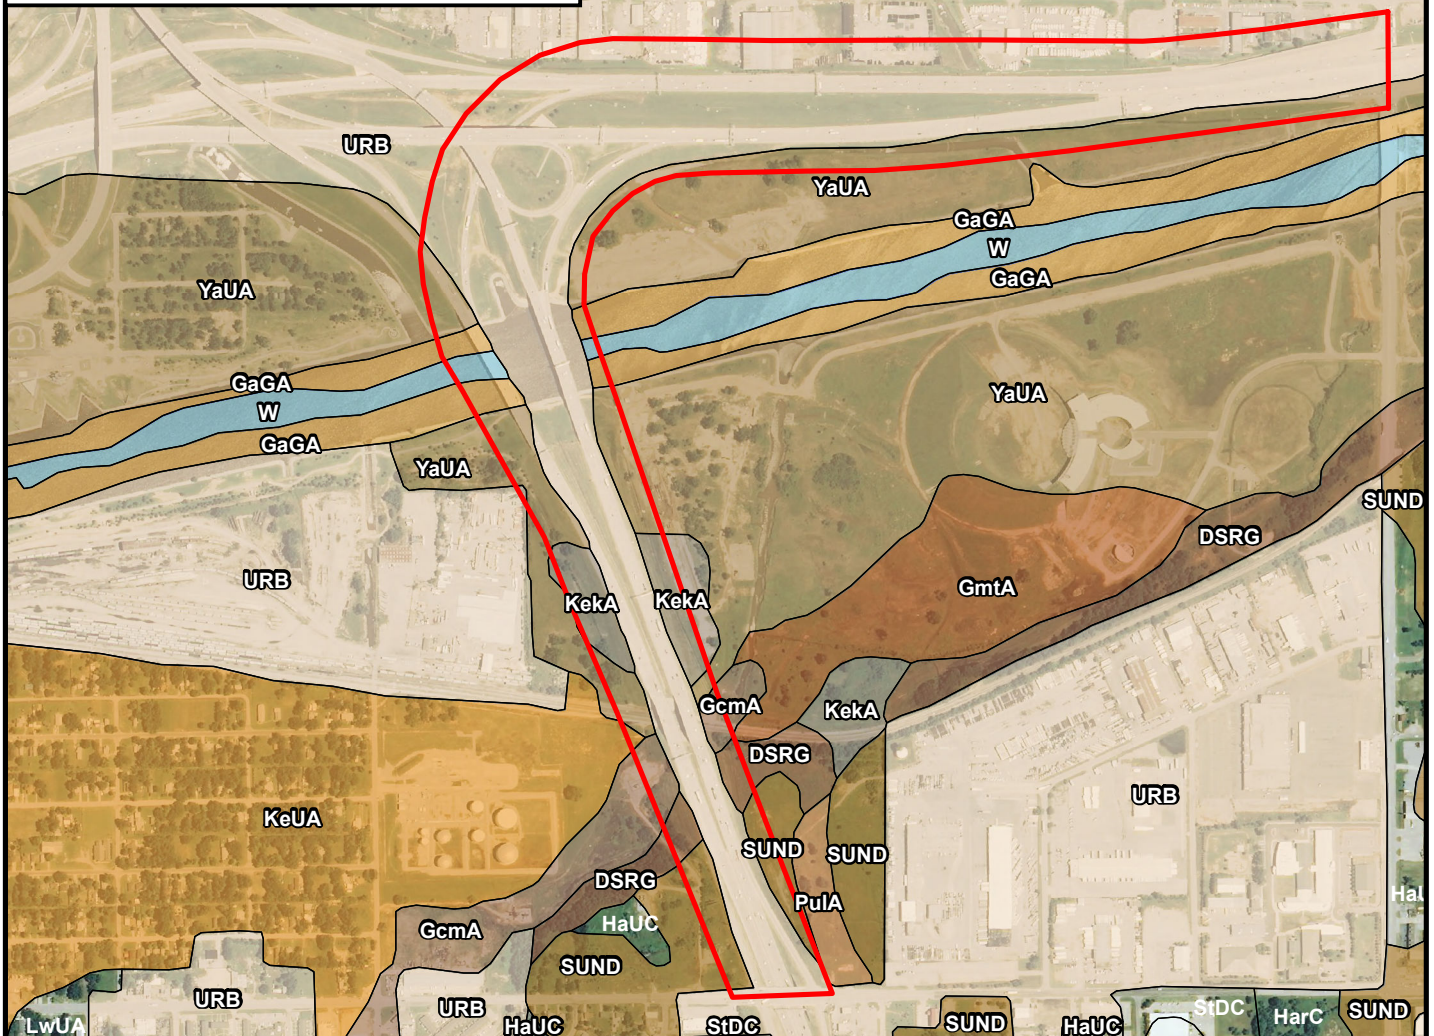 URB
YaUA
GaGA
W
GaGA
YaUA
GaGA
W
GaGA
YaUA
YaUA
SUND
DSRG
URB
KekA
KekA
GmtA
GcmA
KekA
DSRG
URB
KeUA
SUND
SUND
DSRG
PulA
HaUC
GcmA
SUND
URB
URB
LwUA
HaUC
StDC
SUND
HaUC
StDC
HarC
SUND